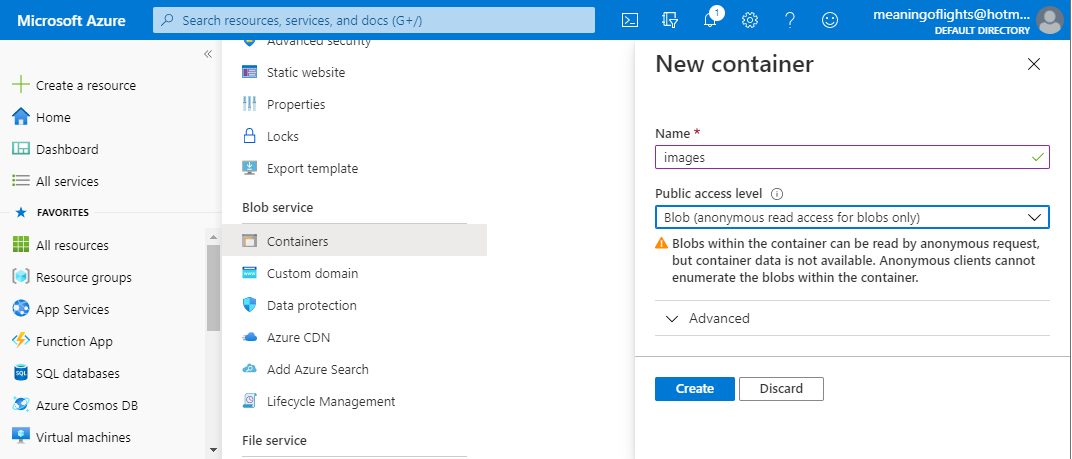 Microsoft Azure
Search resources, services, and docs (G+/)
1
meaningoflights@hotm...
DEFAULT DIRECTORY
«
Create a resource
Home
Dashboard
All services
FAVORITES
All resources
Resource groups
App Services
Function App
SQL databases
Azure Cosmos DB
Virtual machines
Advanced security
Static website
Properties
Locks
Export template
Blob service
Containers
Custom domain
Data protection
Azure CDN
Add Azure Search
Lifecycle Management
File service
New container
Name *
images
Public access level
Blob (anonymous read access for blobs only)
Blobs within the container can be read by anonymous request,
but container data is not available. Anonymous clients cannot
enumerate the blobs within the container.
Advanced
Create
Discard